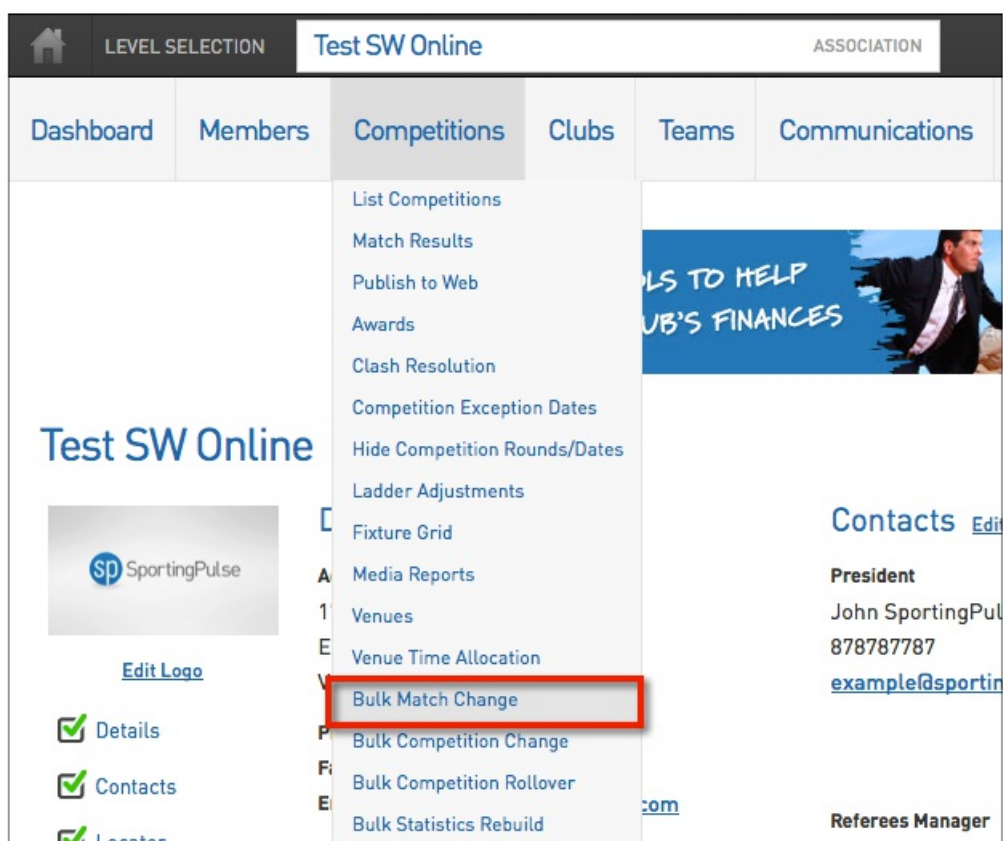 LEVEL SELECTION Test SW Online ASSOCIATION
Dashboard Members Competitions Clubs Teams Communications
List Competitions
Match Results
Publish to Web
Awards
Clash Resolution
Competition Exception Dates
Hide Competition Rounds/Dates
Ladder Adjustments
Fixture Grid
Media Reports
Venues
Venue Time Allocation
Bulk Match Change
Bulk Competition Change
Bulk Competition Rollover
Bulk Statistics Rebuild
TO HELP
FINANCES
Test SW Online
sp SportingPulse
Edit Logo
Details
Contacts
.com
Contacts Edit
President
John SportingPul
878787787
example@sportin
Referees Manager